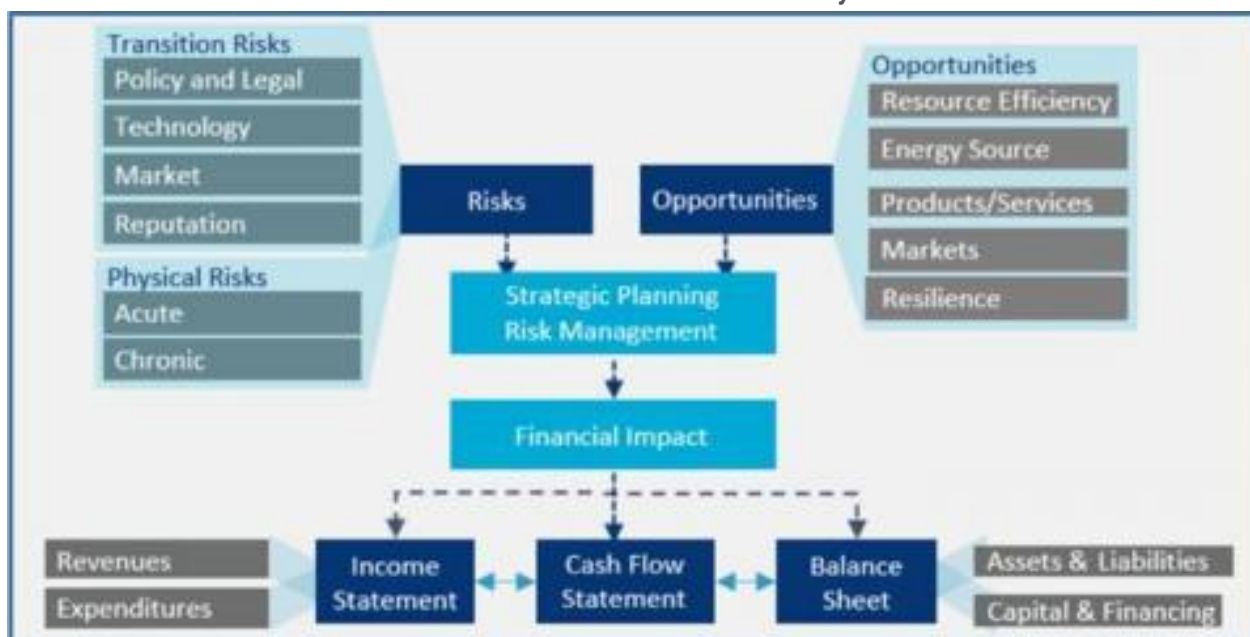 Transition Risks
Policy and Legal
Technology
Market
Reputation
Physical Risks
Acute
Chronic
Risks
Opportunities
Opportunities
Resource Efficiency
Energy Source
Products/Services
Markets
Resilience
Strategic Planning
Risk Management
Financial Impact
Revenues
Expenditures
Income
Statement
Cash Flow
Statement
Balance
Sheet
Assets & Liabilities
Capital & Financing